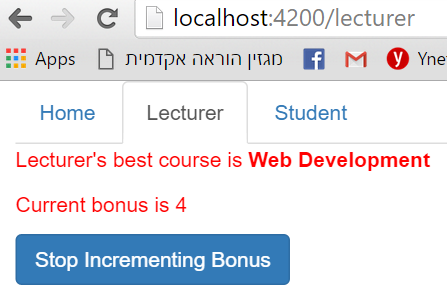 localhost:4200/lecturer
Apps מגזין הוראה אקדמית f M y Yne
Home Lecturer Student
Lecturer's best course is Web Development
Current bonus is 4
Stop Incrementing Bonus